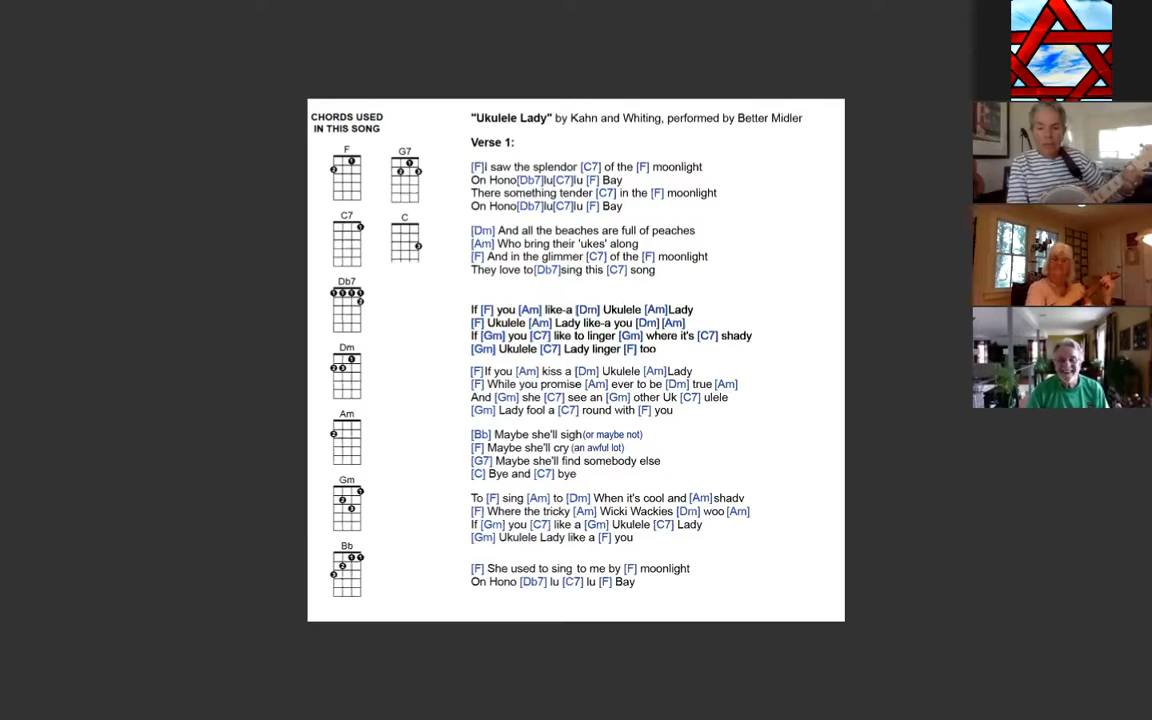 CHORDS USED
IN THIS SONG
F
G7
C7
C
Db7
Dm
Am
Gm
Bb
"Ukulele Lady" by Kahn and Whiting, performed by Better Midler
Verse 1:
[F]I saw the splendor [C7] of the [F] moonlight
On Hono[Db7]lu[C7]lu [F] Bay
There something tender [C7] in the [F] moonlight
On Hono[Db7]lu[C7]lu [F] Bay
[Dm] And all the beaches are full of peaches
[Am] Who bring their 'ukes' along
[F] And in the glimmer [C7] of the [F] moonlight
They love to[Db7]sing this [C7] song
If [F] you [Am] like-a [Dm] Ukulele [Am]Lady
[F] Ukulele [Am] Lady like-a you [Dm] [Am]
If [Gm] you [C7] like to linger [Gm] where it's [C7] shady
[Gm] Ukulele [C7] Lady linger [F] too
[F]If you [Am] kiss a [Dm] Ukulele [Am]Lady
[F] While you promise [Am] ever to be [Dm] true [Am]
And [Gm] she [C7] see an [Gm] other Uk [C7] ulele
[Gm] Lady fool a [C7] round with [F] you
[Bb] Maybe she'll sigh(or maybe not)
[F] Maybe she'll cry (an awful lot)
[G7] Maybe she'll find somebody else
[C] Bye and [C7] bye
To [F] sing [Am] to [Dm] When it's cool and [Am]shady
[F] Where the tricky [Am] Wicki Wackies [Dm] woo [Am]
If [Gm] you [C7] like a [Gm] Ukulele [C7] Lady
[Gm] Ukulele Lady like a [F] you
[F] She used to sing to me by [F] moonlight
On Hono [Db7] lu [C7] lu [F] Bay